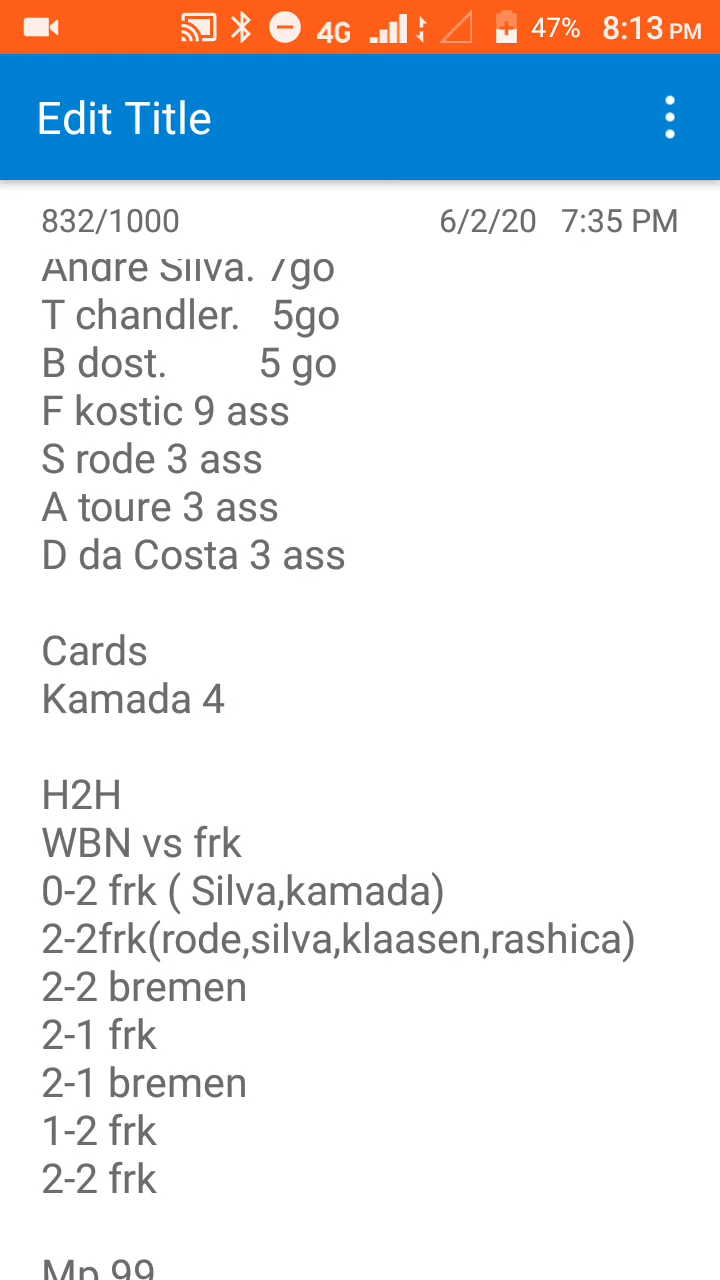 4G 47% 8:13 PM
Edit Title
832/1000 6/2/20 7:35 PM
Andre Silva. 7go
T chandler. 5go
B dost. 5 go
F kostic 9 ass
S rode 3 ass
A toure 3 ass
D da Costa 3 ass
Cards
Kamada 4
H2H
WBN vs frk
0-2 frk ( Silva,kamada)
2-2frk(rode,silva,klaasen,rashica)
2-2 bremen
2-1 frk
2-1 bremen
1-2 frk
2-2 frk
Mp 99